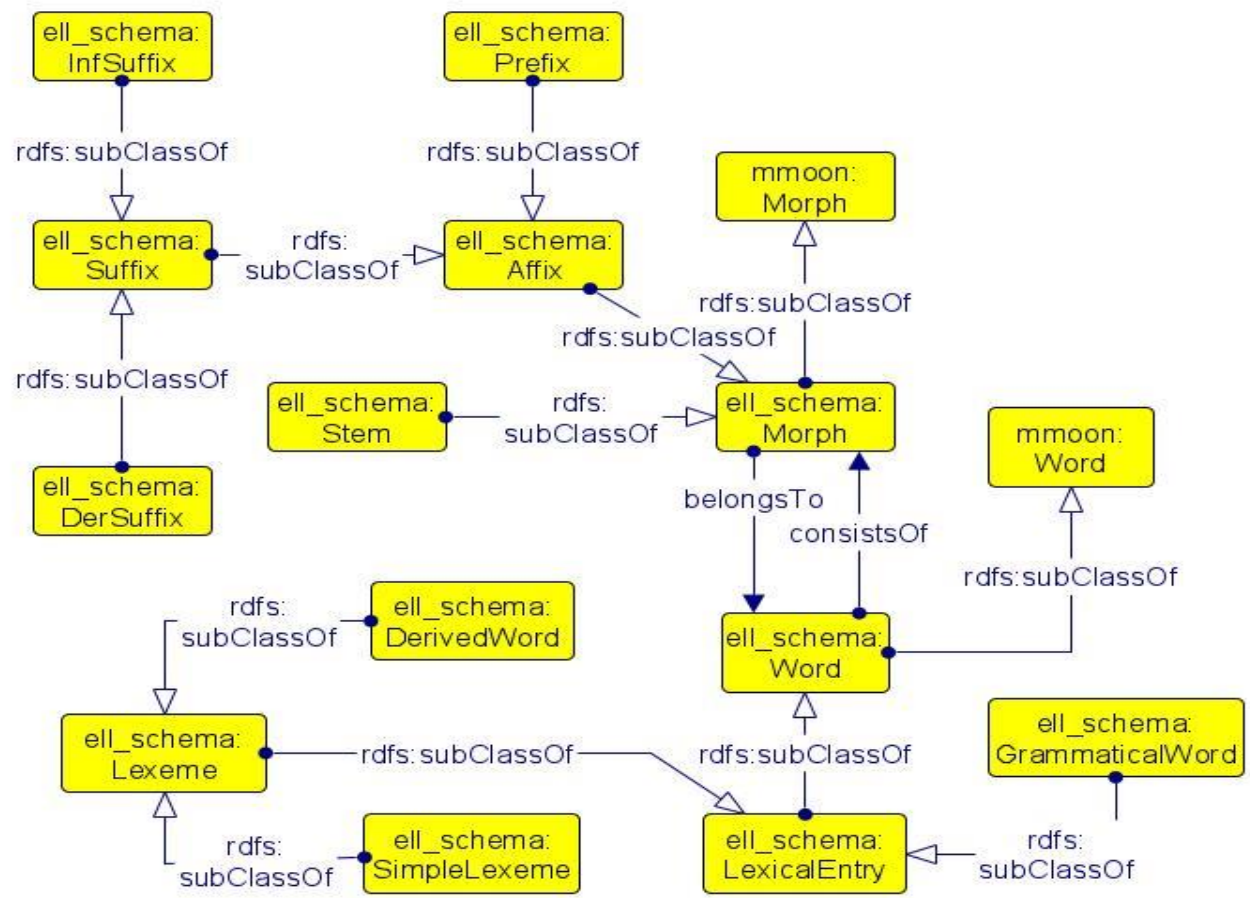 ell_schema:
InfSuffix
ell_schema:
Prefix
rdfs:subClassOf
rdfs:subClassOf
mmoon:
Morph
ell_schema:
Suffix
rdfs:
subClassOf
ell_schema:
Affix
rdfs:subClassOf
rdfs:subClassOf
rdfs:subClassOf
ell_schema:
Stem
rdfs:
subClassOf
ell_schema:
Morph
mmoon:
Word
ell_schema:
DerSuffix
belongsTo
consistsOf
rdfs:subClassOf
rdfs:
subClassOf
ell_schema:
DerivedWord
ell_schema:
Word
ell_schema:
Lexeme
rdfs:subClassOf
rdfs:subClassOf
ell_schema:
GrammaticalWord
rdfs:
subClassOf
ell_schema:
SimpleLexeme
ell_schema:
LexicalEntry
rdfs:
subClassOf